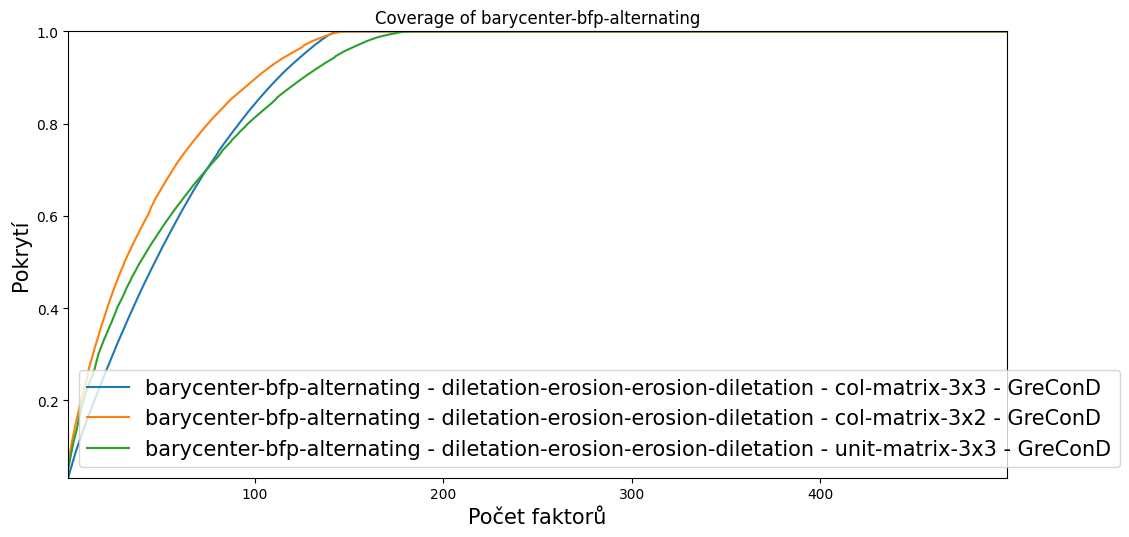 Coverage of barycenter-bfp-alternating
1.0
0.8
0.6
0.4
0.2
Pokrytí
barycenter-bfp-alternating - diletation-erosion-erosion-diletation - col-matrix-3x3 - GreConD
barycenter-bfp-alternating - diletation-erosion-erosion-diletation - col-matrix-3x2 - GreConD
barycenter-bfp-alternating - diletation-erosion-erosion-diletation - unit-matrix-3x3 - GreConD
100 200 300 400
Počet faktorů